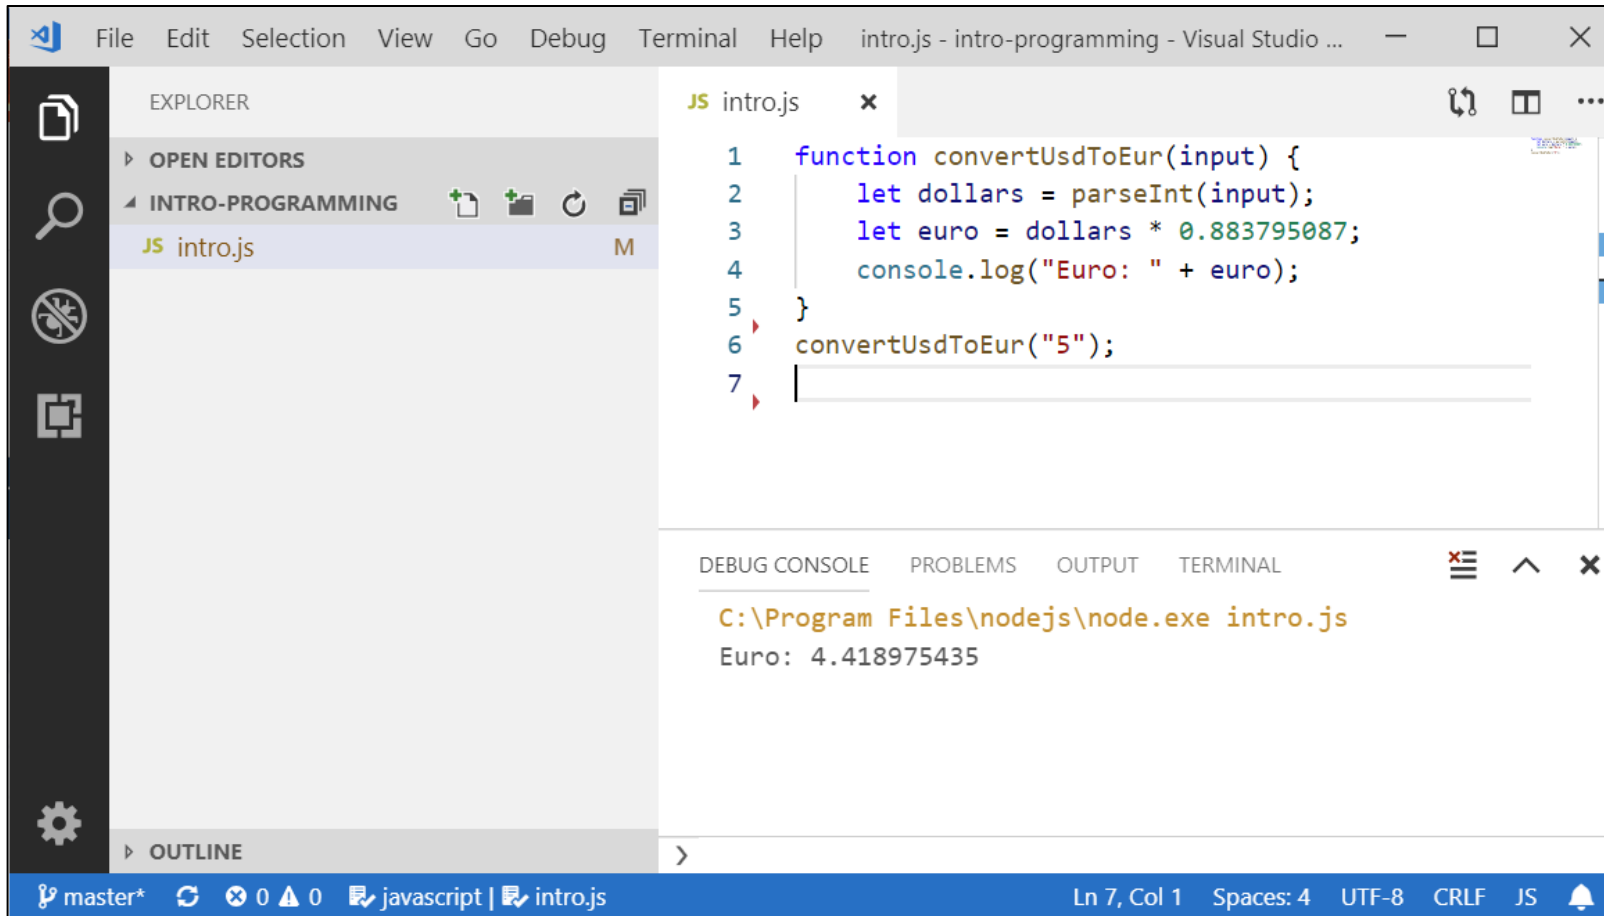 File Edit Selection View Go Debug Terminal Help intro.js - intro-programming - Visual Studio ...
EXPLORER
OPEN EDITORS
INTRO-PROGRAMMING
JS intro.js M
JS intro.js
1 function convertUsdToEur(input) {
2 let dollars = parseInt(input);
3 let euro = dollars * 0.883795087;
4 console.log("Euro: " + euro);
5 }
6 convertUsdToEur("5");
7
DEBUG CONSOLE PROBLEMS OUTPUT TERMINAL
C:\Program Files\nodejs\node.exe intro.js
Euro: 4.418975435
OUTLINE
master* 0 0 javascript | intro.js Ln 7, Col 1 Spaces: 4 UTF-8 CRLF JS